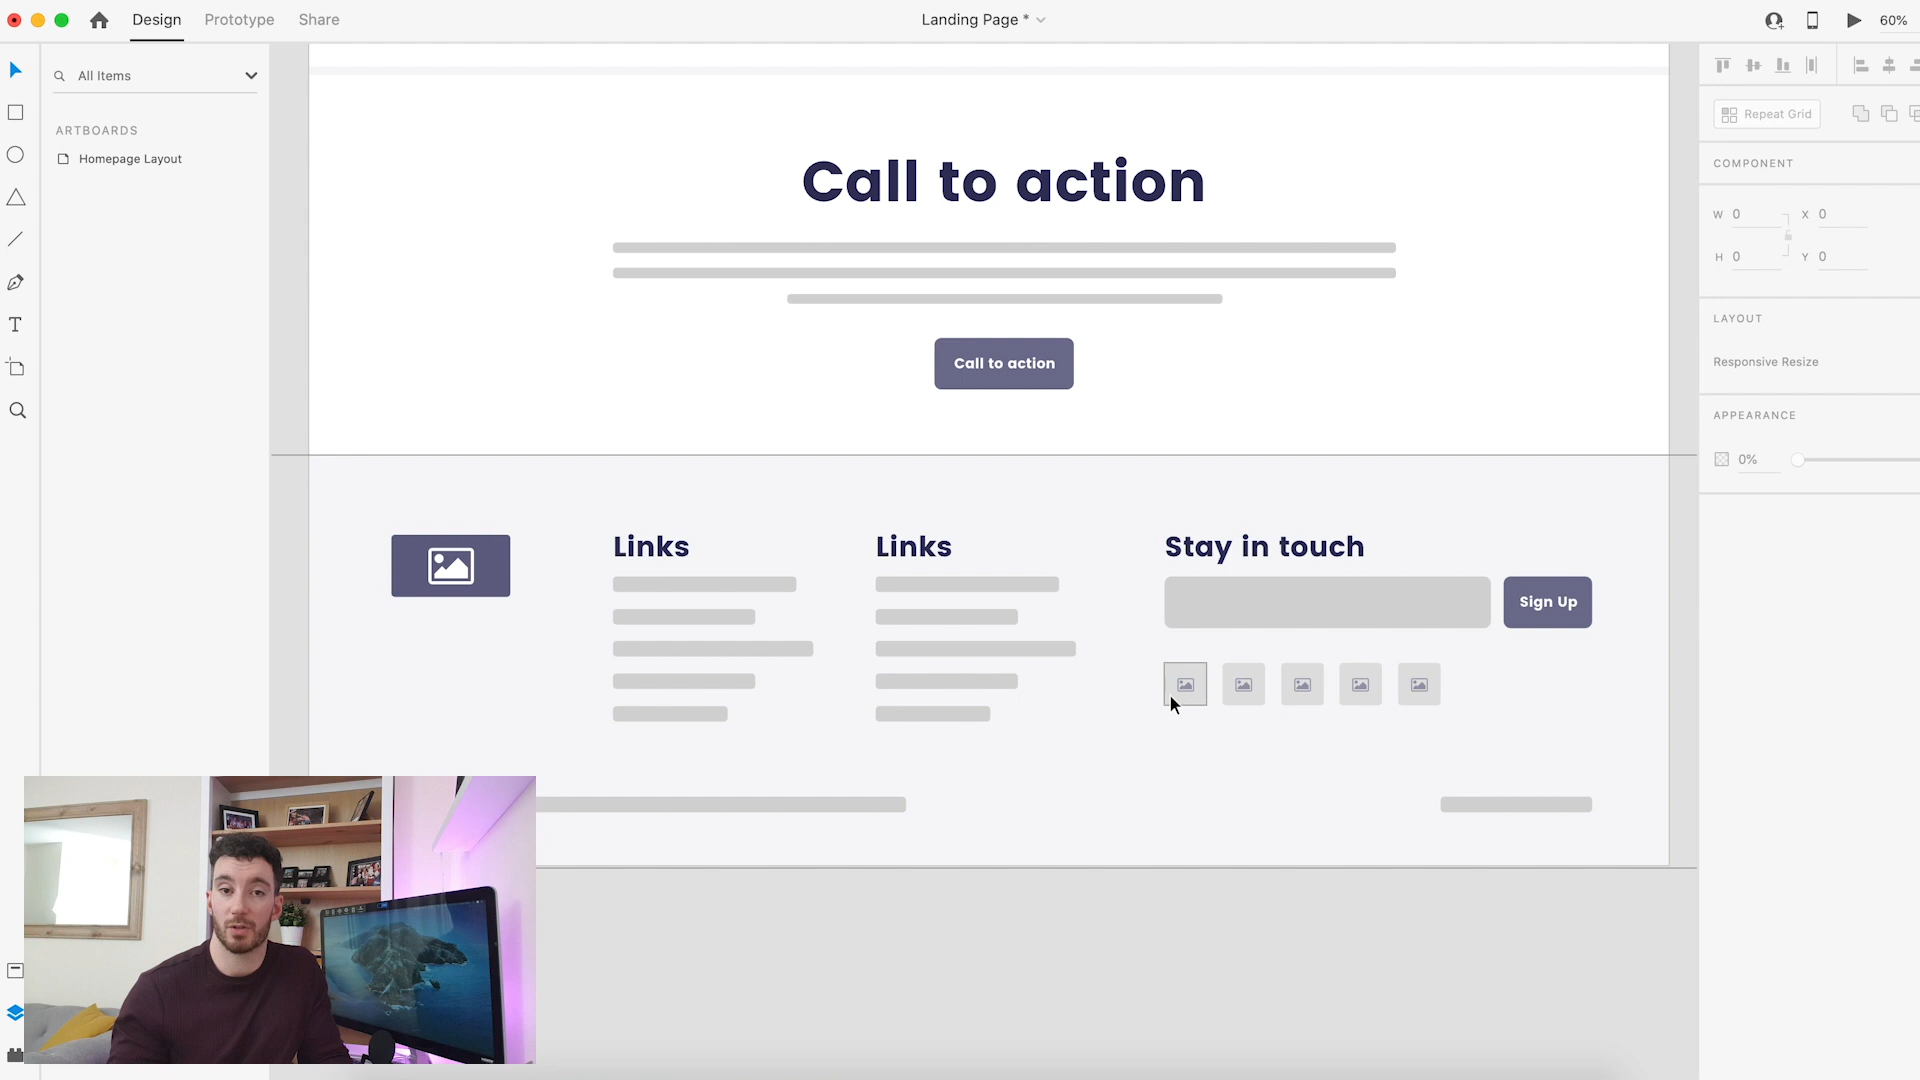 Design Prototype Share
Landing Page *
60%
All Items
ARTBOARDS
Homepage Layout
Call to action
Call to action
Links
Links
Stay in touch
Sign Up
Repeat Grid
COMPONENT
W 0 X 0
H 0 Y 0
LAYOUT
Responsive Resize
APPEARANCE
0%